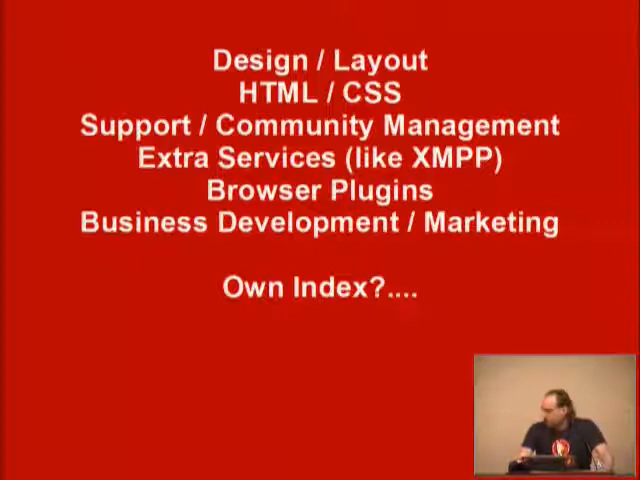 Design / Layout
HTML / CSS
Support / Community Management
Extra Services (like XMPP)
Browser Plugins
Business Development / Marketing
Own Index?....